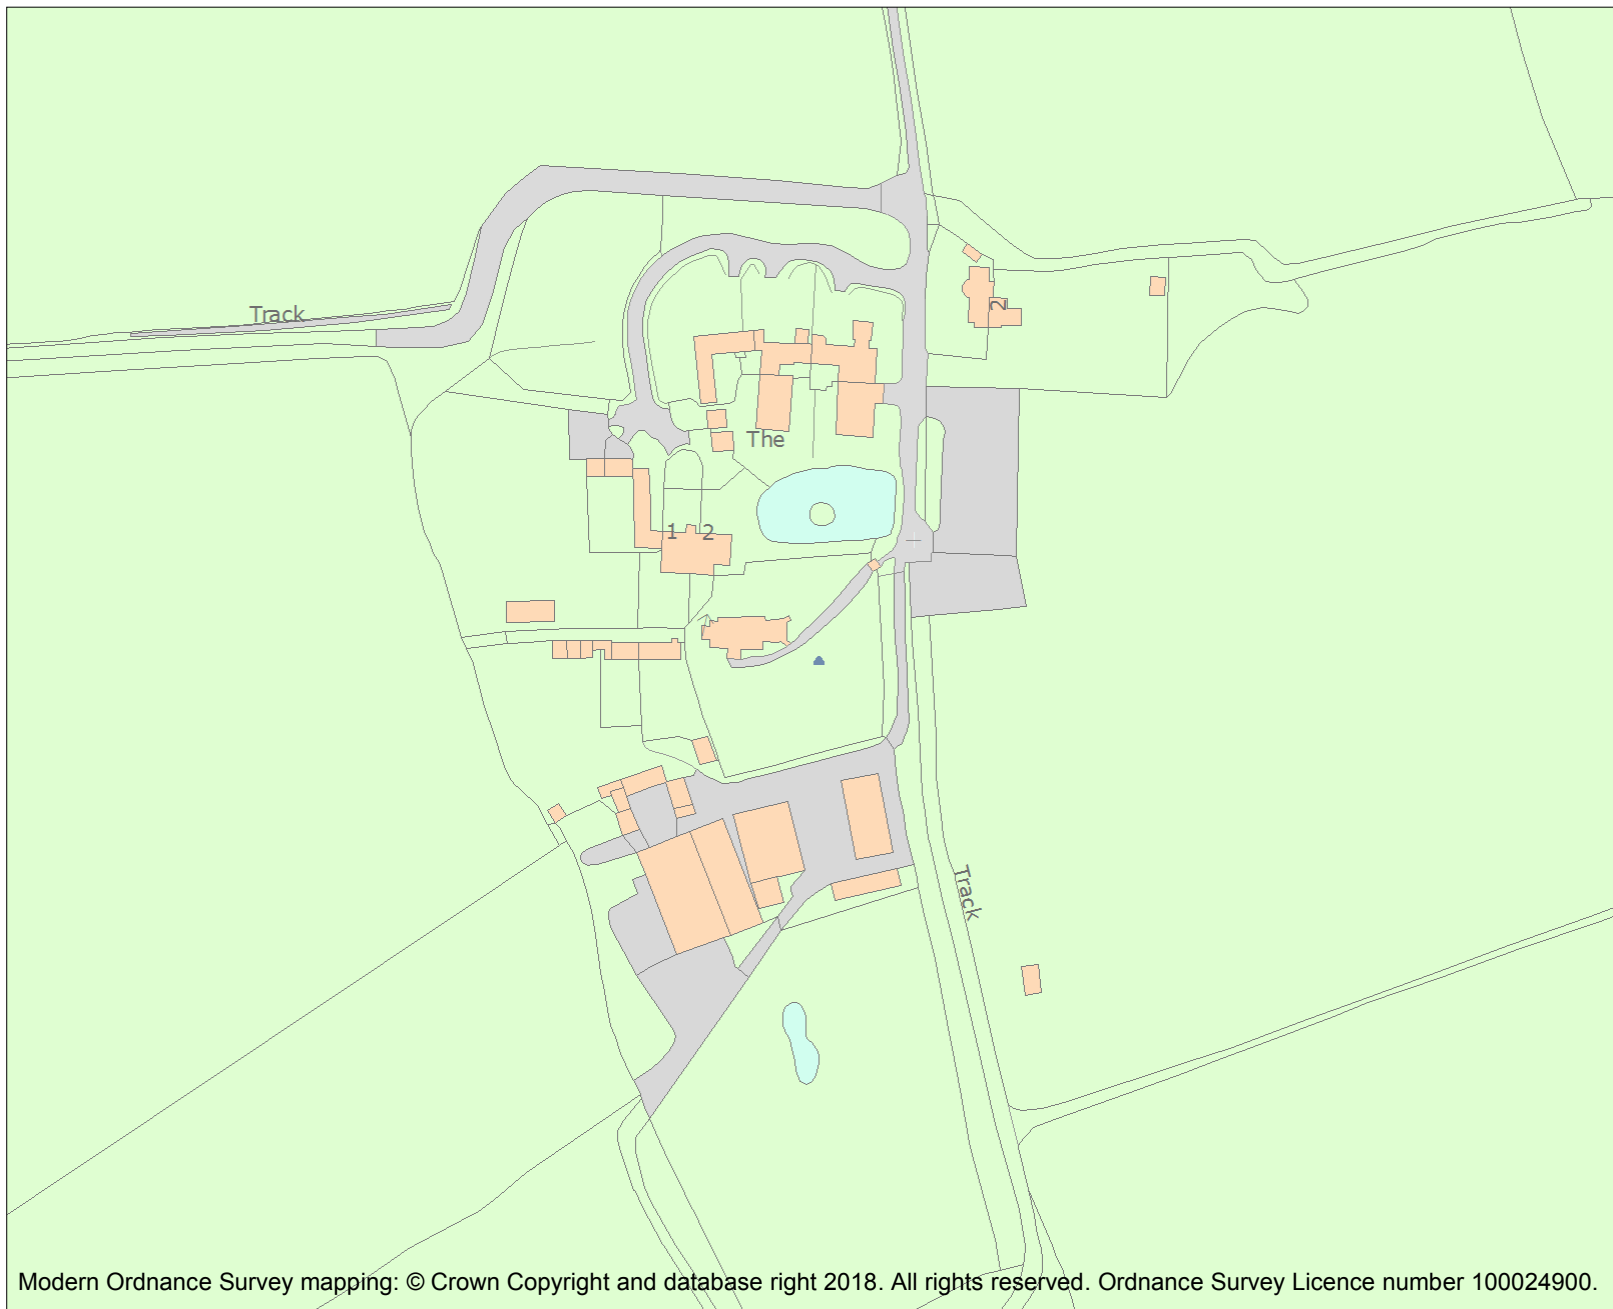 Track
2
The
1 2
Track
Modern Ordnance Survey mapping: © Crown Copyright and database right 2018. All rights reserved. Ordnance Survey Licence number 100024900.